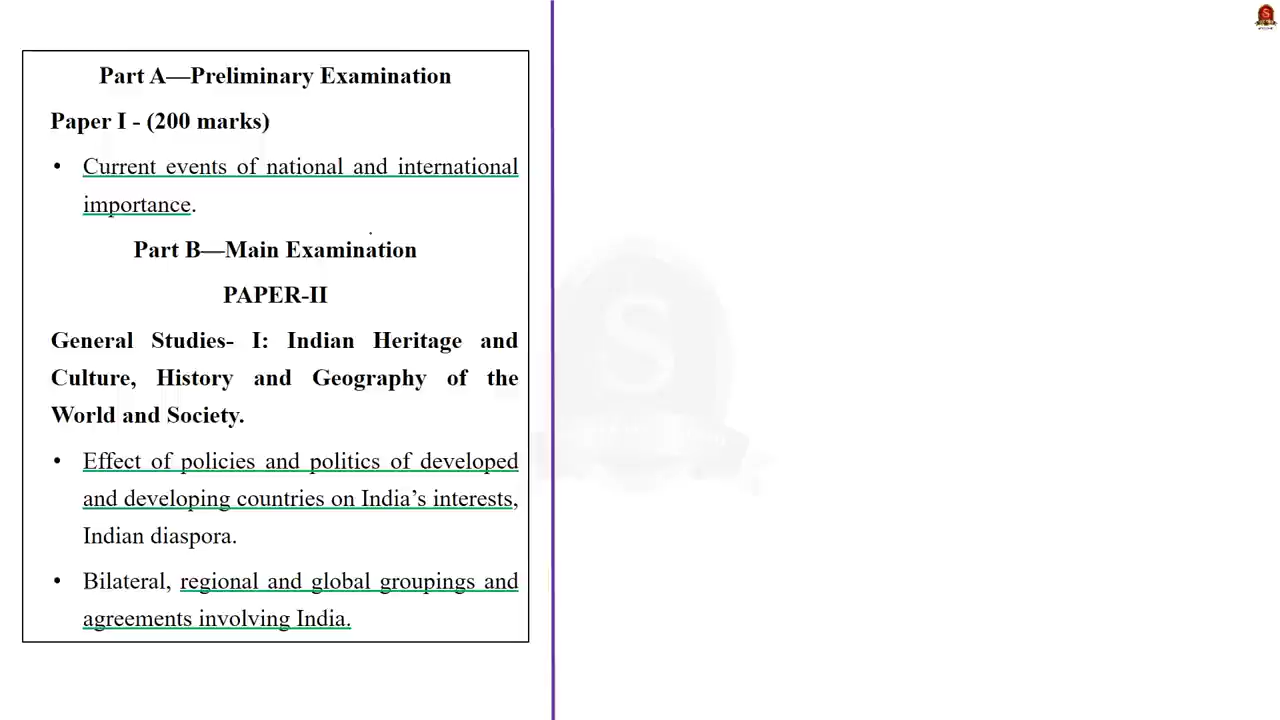 Part A—Preliminary Examination
Paper I - (200 marks)
• Current events of national and international
importance.
Part B—Main Examination
PAPER-II
General Studies- I: Indian Heritage and
Culture, History and Geography of the
World and Society.
• Effect of policies and politics of developed
and developing countries on India’s interests,
Indian diaspora.
• Bilateral, regional and global groupings and
agreements involving India.
S